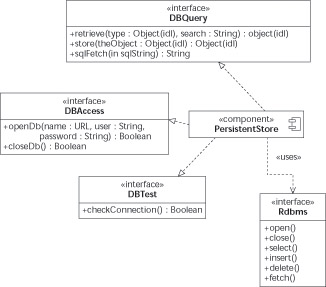 «interface»
DBQuery
+retrieve(type : Object(idl), search : String) : object(idl)
+store(theObject : Object(idl) : Object(idl)
+sqlFetch(in sqlString) : String
«interface»
DBAccess
+openDb(name : URL, user : String,
password : String) : Boolean
+closeDb() : Boolean
«component»
PersistentStore
«uses»
«interface»
DBTest
+checkConnection() : Boolean
«interface»
Rdbms
+open()
+close()
+select()
+insert()
+delete()
+fetch()